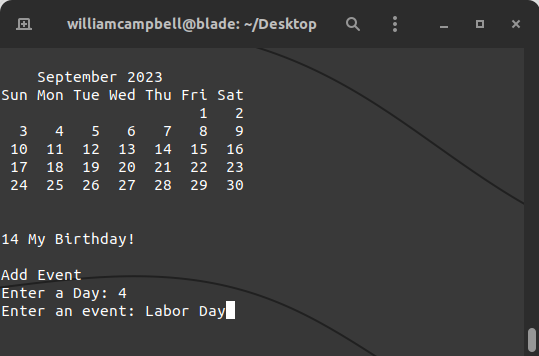 williamcampbell@blade: ~/Desktop
September 2023
Sun Mon Tue Wed Thu Fri Sat
1 2
3 4 5 6 7 8 9
10 11 12 13 14 15 16
17 18 19 20 21 22 23
24 25 26 27 28 29 30
14 My Birthday!
Add Event
Enter a Day: 4
Enter an event: Labor Day